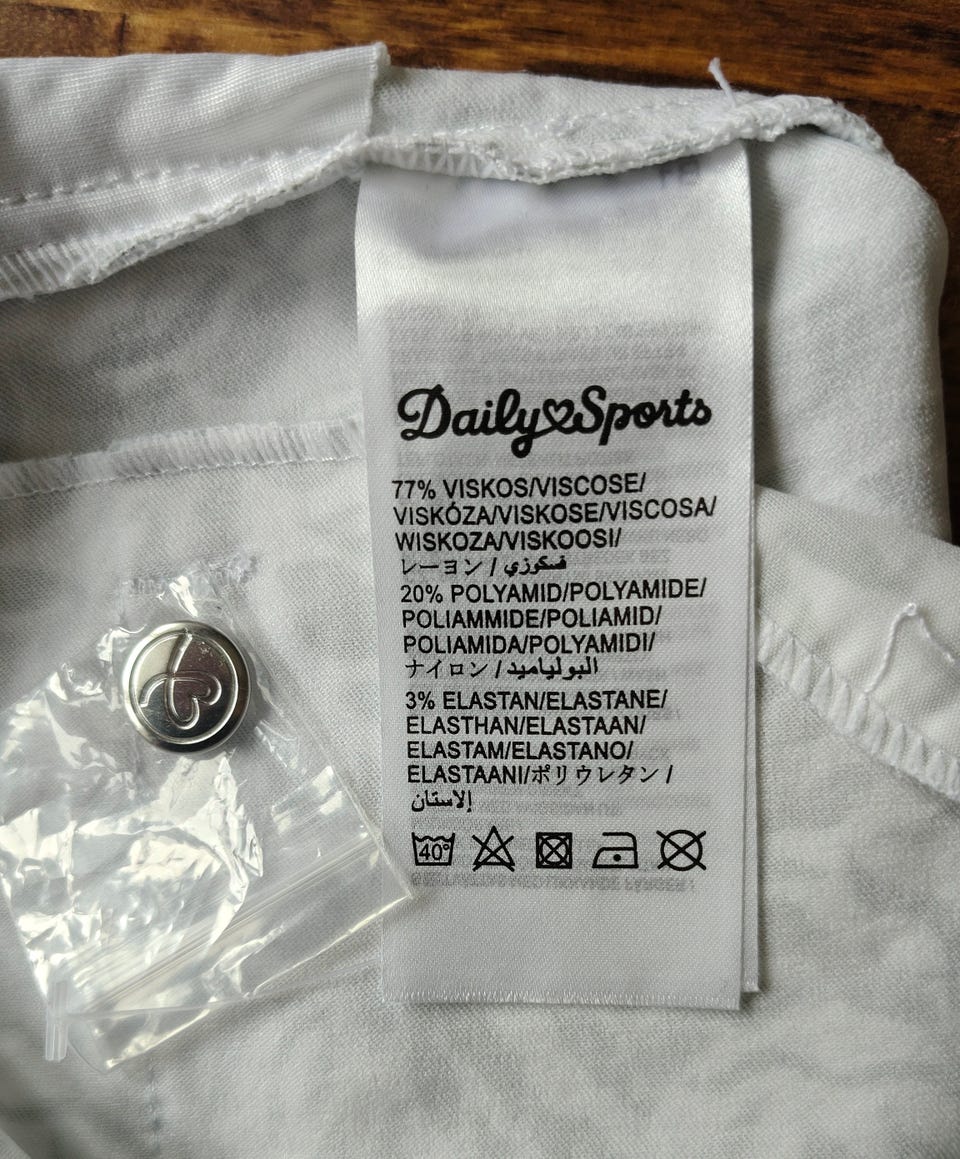 Daily Sports
77% VISKOS/VISCOSE/
VISKÓZA/VISKOSE/VISCOSA/
WISKOZA/VISKOOSI/
レーヨン / فسكوزي
20% POLYAMID/POLYAMIDE/
POLIAMMIDE/POLIAMID/
POLIAMIDA/POLYAMIDI/
ナイロン / البولياميد
3% ELASTAN/ELASTANE/
ELASTHAN/ELASTAAN/
ELASTAM/ELASTANO/
ELASTAANI/ポリウレタン /
إلاستان
40°